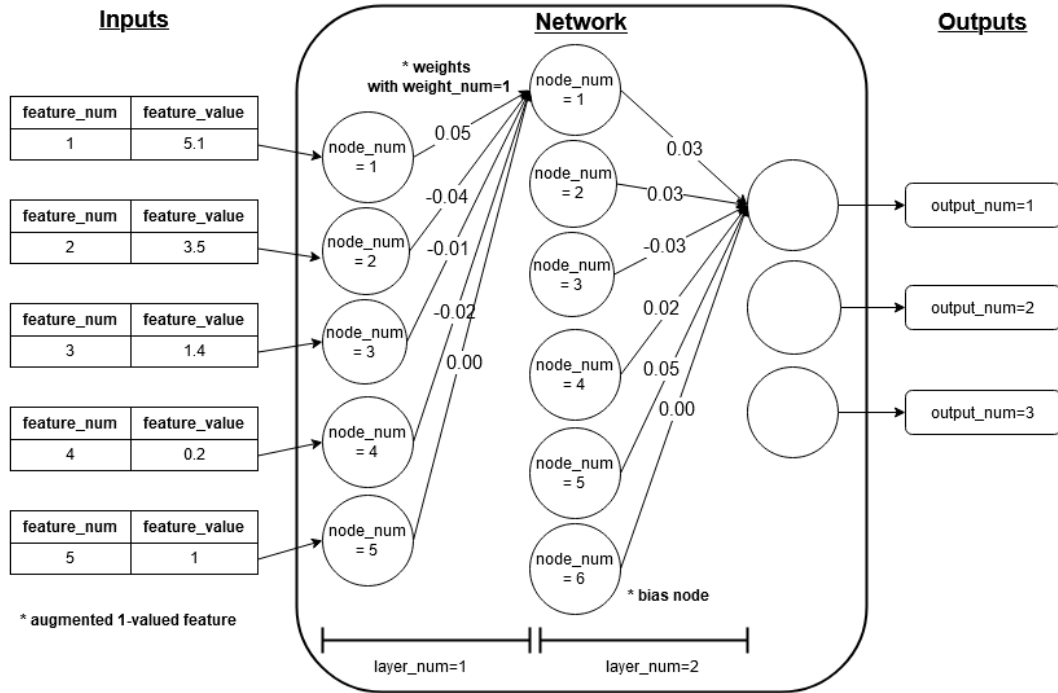 Inputs
Network
Outputs
* weights
with weight_num=1
feature_num feature_value
1 5.1
feature_num feature_value
2 3.5
feature_num feature_value
3 1.4
feature_num feature_value
4 0.2
feature_num feature_value
5 1
* augmented 1-valued feature
node_num
= 1
node_num
= 2
node_num
= 3
node_num
= 4
node_num
= 5
0.05
-0.04
-0.01
-0.02
0.00
node_num
= 1
node_num
= 2
node_num
= 3
node_num
= 4
node_num
= 5
node_num
= 6
* bias node
0.03
0.03
-0.03
0.02
0.05
0.00
output_num=1
output_num=2
output_num=3
layer_num=1
layer_num=2